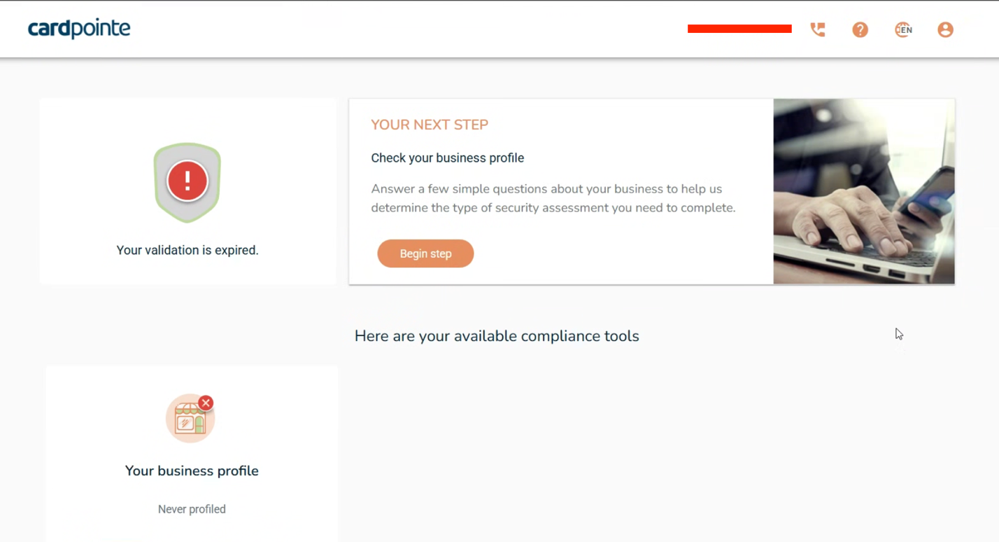 cardpointe
EN
YOUR NEXT STEP
Check your business profile
Answer a few simple questions about your business to help us
determine the type of security assessment you need to complete.
Begin step
Your validation is expired.
Here are your available compliance tools
Your business profile
Never profiled